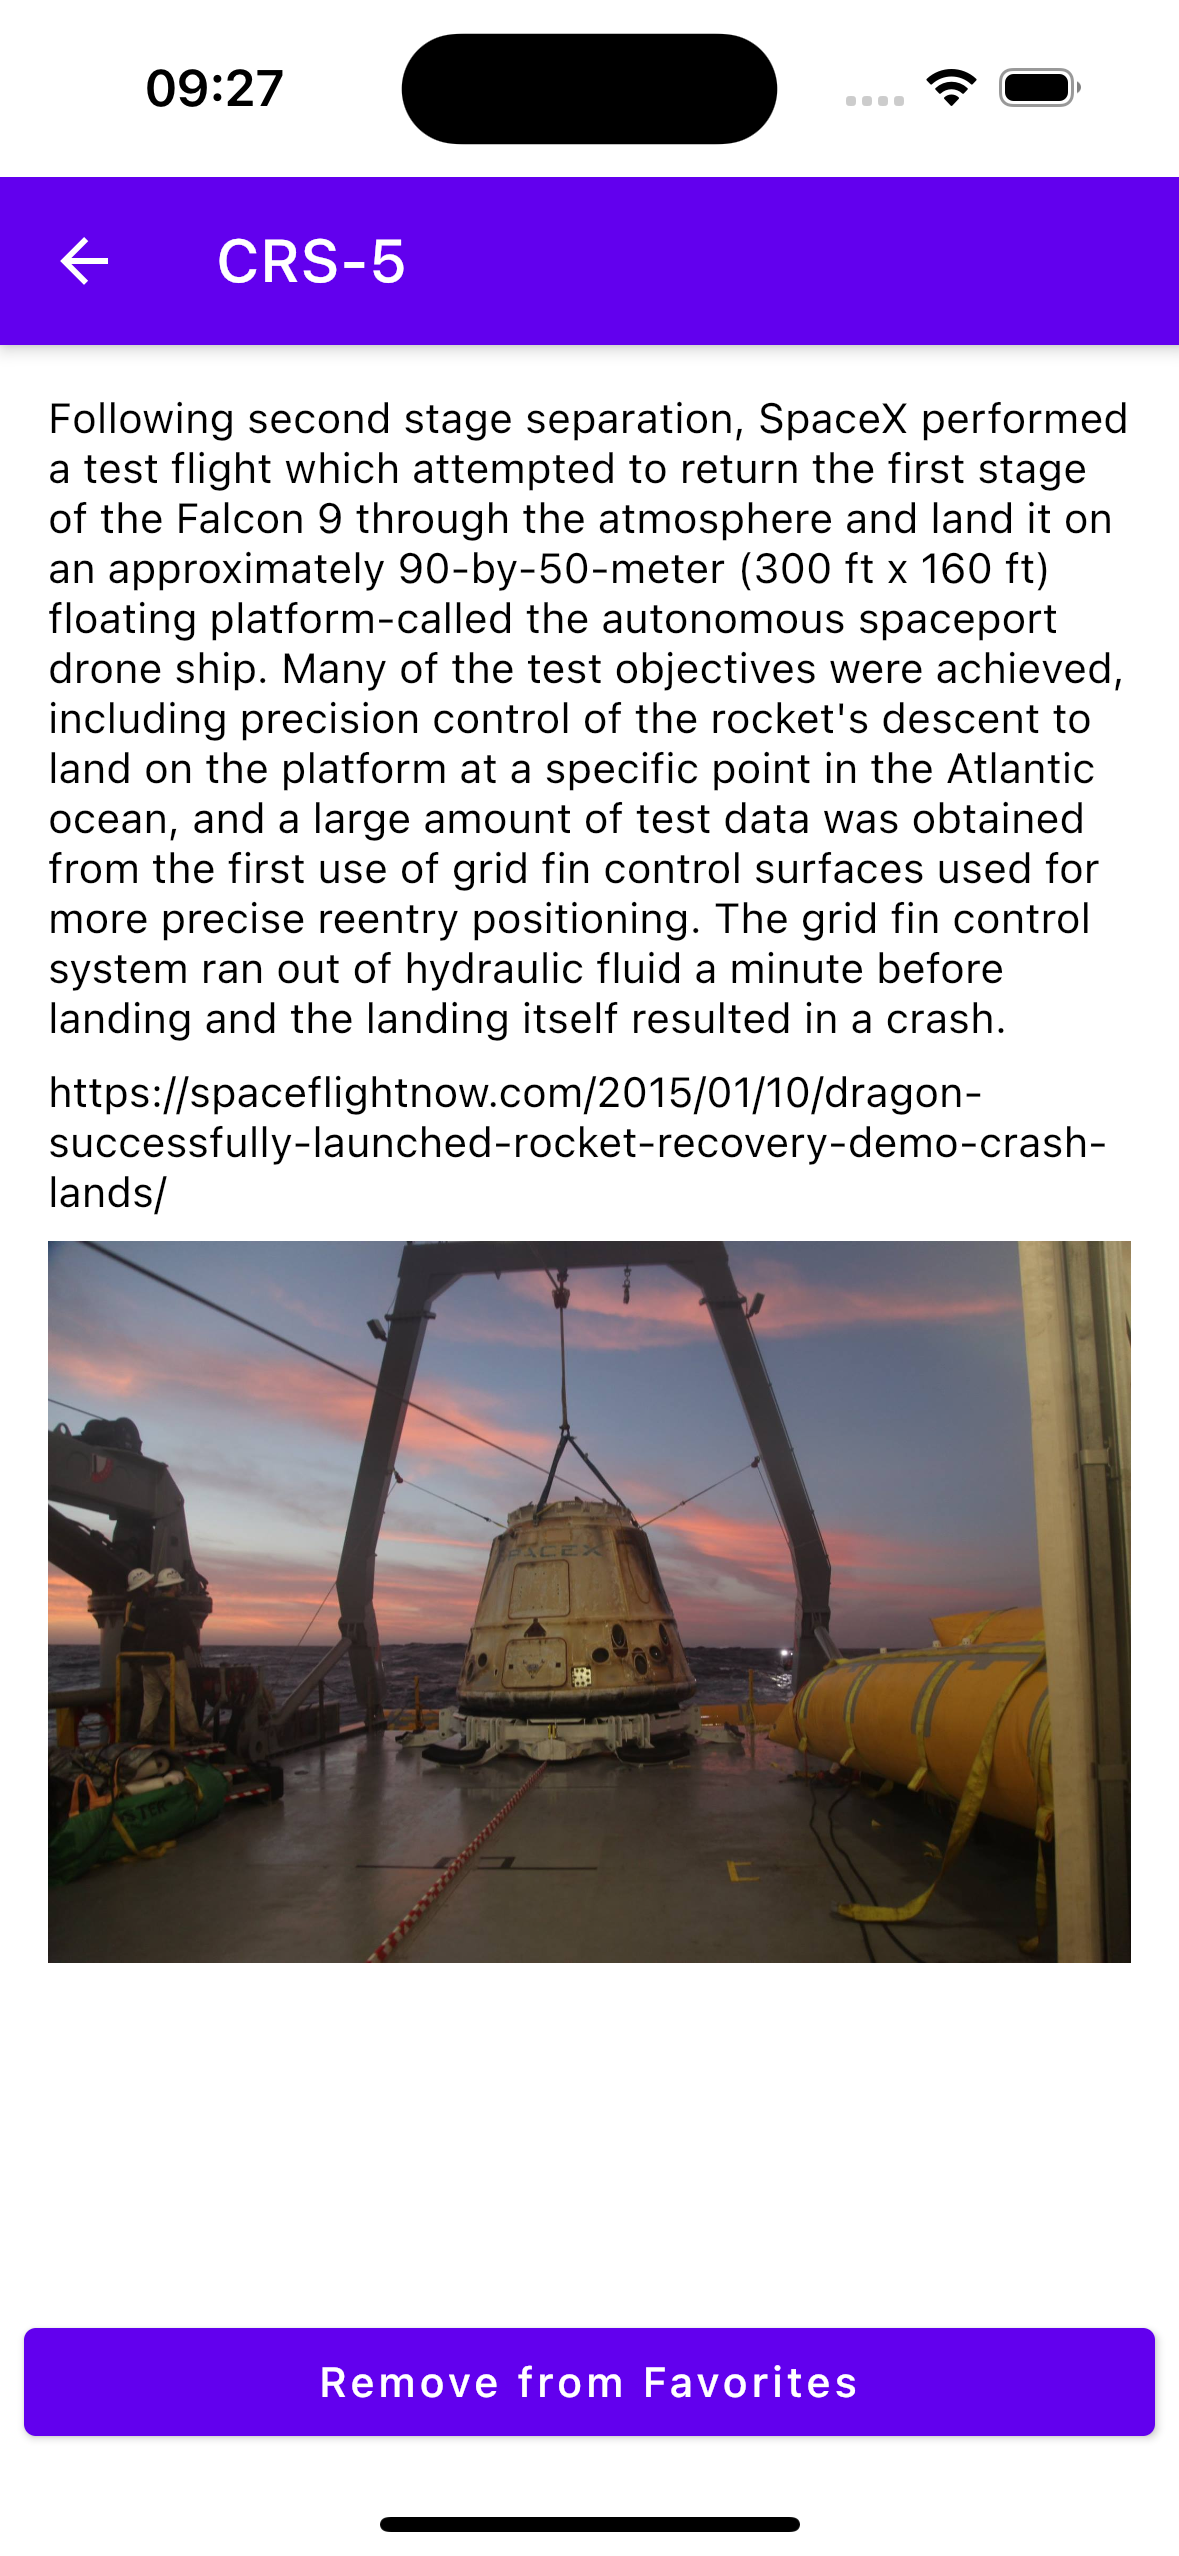 09:27
CRS-5
Following second stage separation, SpaceX performed
a test flight which attempted to return the first stage
of the Falcon 9 through the atmosphere and land it on
an approximately 90-by-50-meter (300 ft x 160 ft)
floating platform-called the autonomous spaceport
drone ship. Many of the test objectives were achieved,
including precision control of the rocket's descent to
land on the platform at a specific point in the Atlantic
ocean, and a large amount of test data was obtained
from the first use of grid fin control surfaces used for
more precise reentry positioning. The grid fin control
system ran out of hydraulic fluid a minute before
landing and the landing itself resulted in a crash.
https://spaceflightnow.com/2015/01/10/dragon-
successfully-launched-rocket-recovery-demo-crash-
lands/
SPACEX
Remove from Favorites